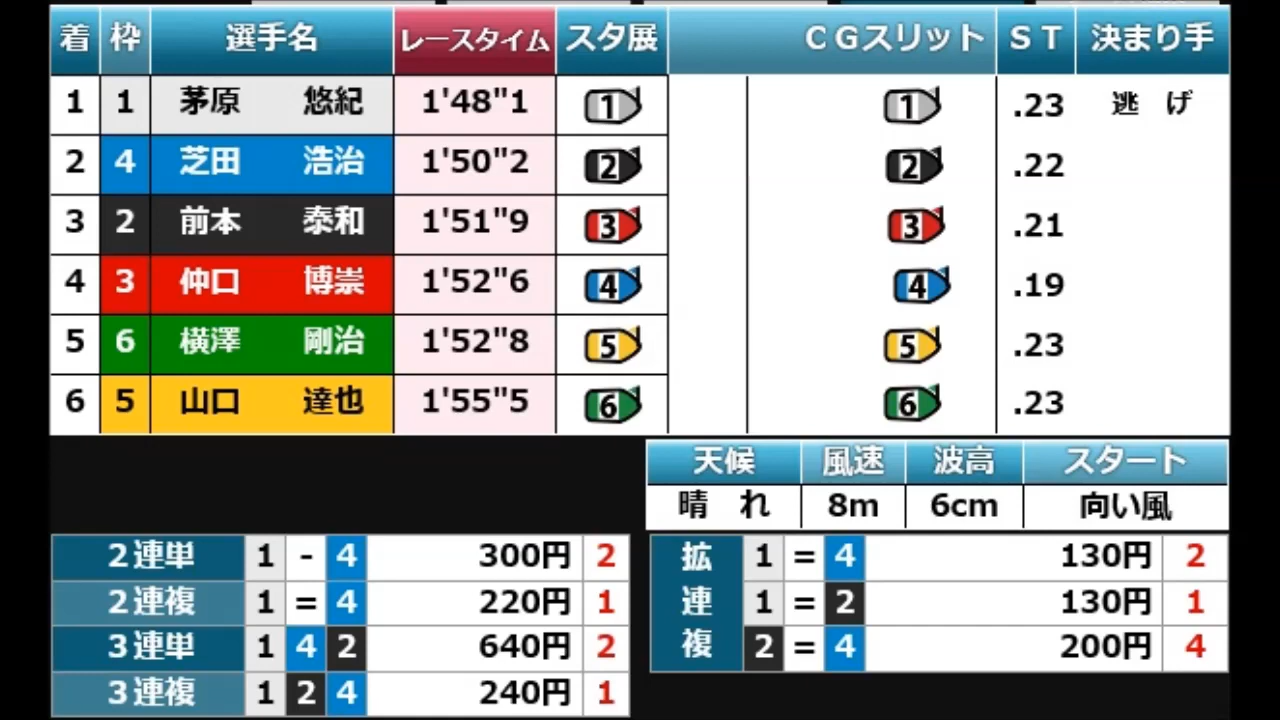 着 枠 選手名 レースタイム スタ展 CGスリット ST 決まり手
1 1 茅原 悠紀 1'48"1 1 1 .23 逃 げ
2 4 芝田 浩治 1'50"2 2 2 .22
3 2 前本 泰和 1'51"9 3 3 .21
4 3 仲口 博崇 1'52"6 4 4 .19
5 6 横澤 剛治 1'52"8 5 5 .23
6 5 山口 達也 1'55"5 6 6 .23
天候 風速 波高 スタート
晴 れ 8m 6cm 向い風
2連単 1 - 4 300円 2
2連複 1 = 4 220円 1
3連単 1 4 2 640円 2
3連複 1 2 4 240円 1
拡 1 = 4 130円 2
連 1 = 2 130円 1
複 2 = 4 200円 4